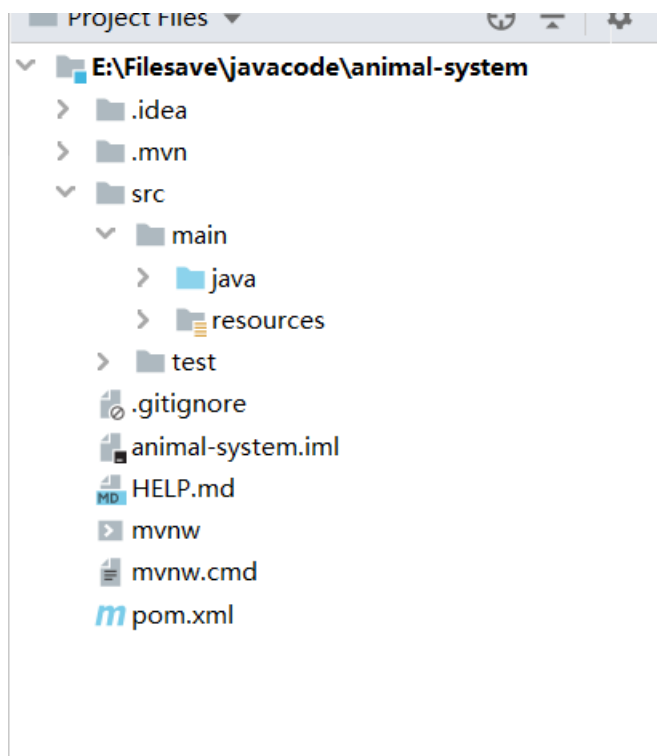 Project Files
E:\Filesave\javacode\animal-system
.idea
.mvn
src
main
java
resources
test
.gitignore
animal-system.iml
MD HELP.md
mvnw
mvnw.cmd
m pom.xml